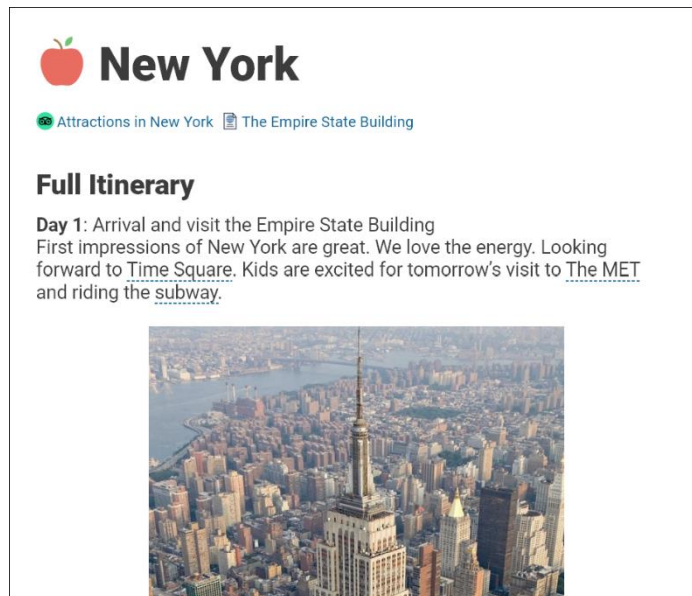 New York
Attractions in New York The Empire State Building
Full Itinerary
Day 1: Arrival and visit the Empire State Building
First impressions of New York are great. We love the energy. Looking
forward to Time Square. Kids are excited for tomorrow’s visit to The MET
and riding the subway.